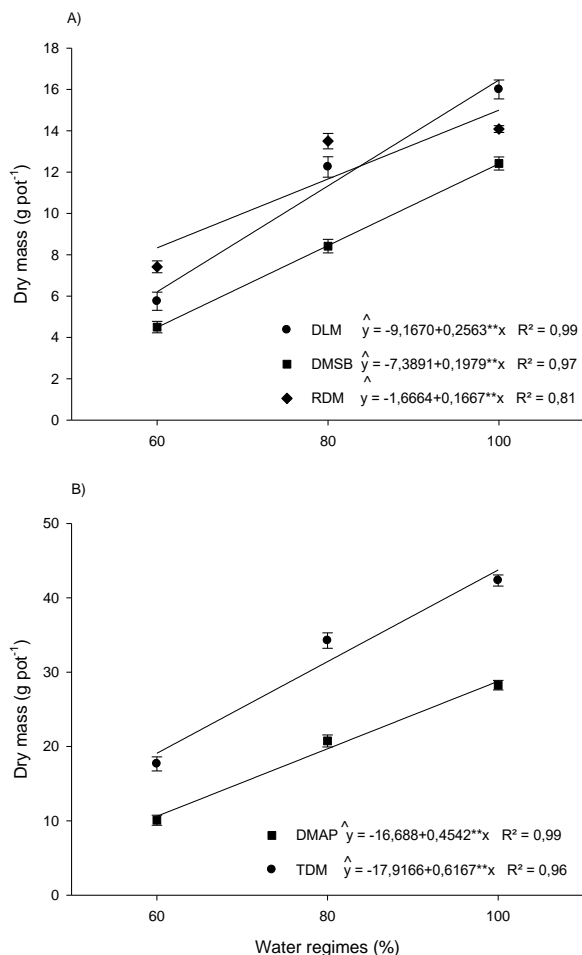 A)
18
16
14
12
10
8
6
4
2
0
Dry mass (g pot⁻¹)
DLM ŷ = -9,1670+0,2563**x R² = 0,99
DMSB ŷ = -7,3891+0,1979**x R² = 0,97
RDM ŷ = -1,6664+0,1667**x R² = 0,81
60 80 100
B)
50
40
30
20
10
0
Dry mass (g pot⁻¹)
DMAP ŷ = -16,688+0,4542**x R² = 0,99
TDM ŷ = -17,9166+0,6167**x R² = 0,96
60 80 100
Water regimes (%)